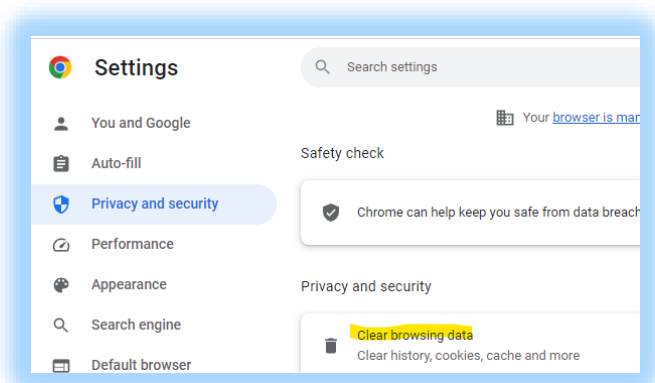 Settings
Search settings
You and Google
Your browser is man
Auto-fill
Safety check
Privacy and security
Chrome can help keep you safe from data breach
Performance
Appearance
Privacy and security
Search engine
Clear browsing data
Clear history, cookies, cache and more
Default browser